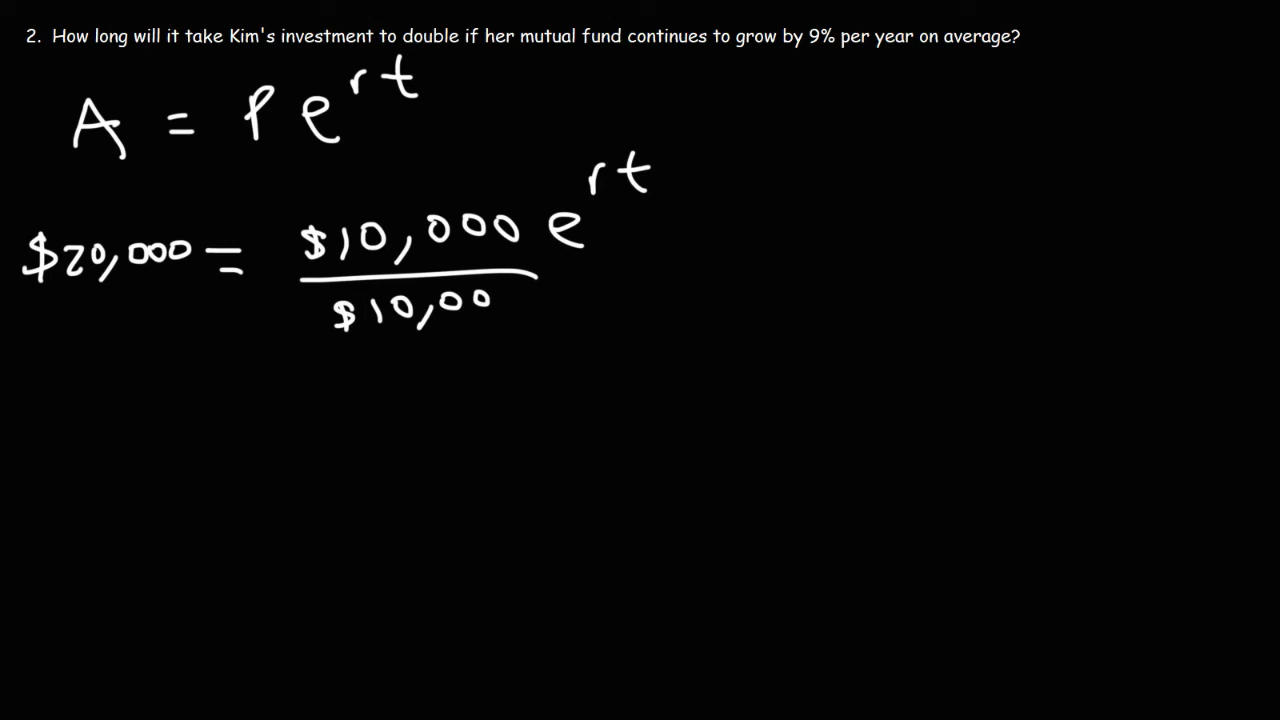 2. How long will it take Kim's investment to double if her mutual fund continues to grow by 9% per year on average?
A = P e^rt
$20,000 = $10,000 e^rt
$10,00